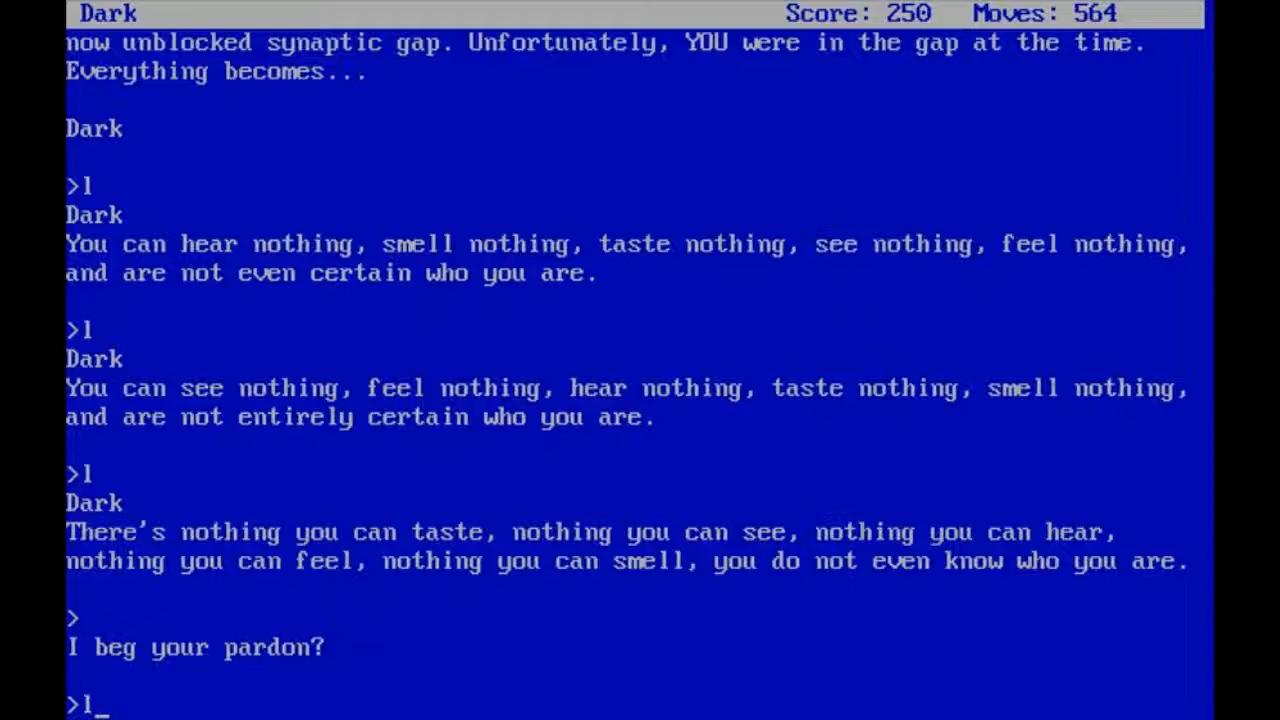 Dark Score: 250 Moves: 564
now unblocked synaptic gap. Unfortunately, YOU were in the gap at the time.
Everything becomes...
Dark
>l
Dark
You can hear nothing, smell nothing, taste nothing, see nothing, feel nothing,
and are not even certain who you are.
>l
Dark
You can see nothing, feel nothing, hear nothing, taste nothing, smell nothing,
and are not entirely certain who you are.
>l
Dark
There's nothing you can taste, nothing you can see, nothing you can hear,
nothing you can feel, nothing you can smell, you do not even know who you are.
>
I beg your pardon?
>l_